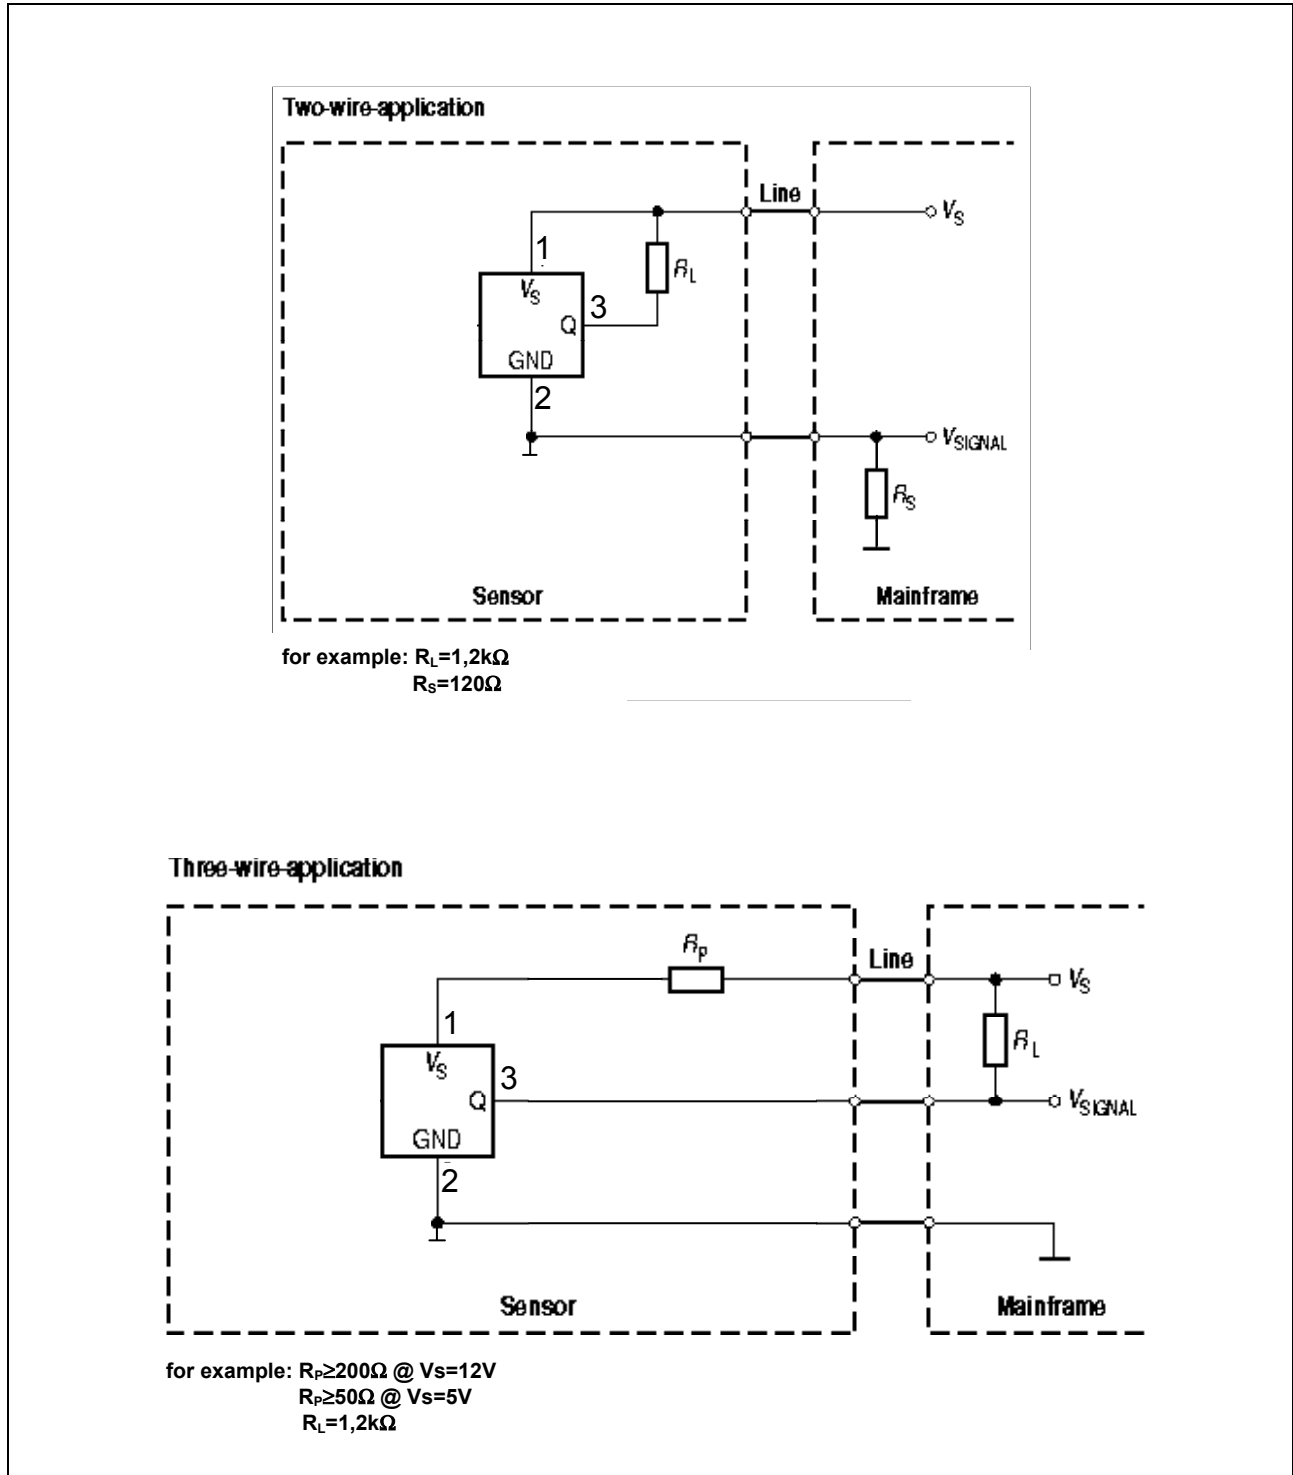 Two-wire-application
Line
V_S
1
R_L
V_S
3
Q
GND
2
V_SIGNAL
R_S
Sensor
Mainframe
for example: R_L=1,2kΩ
R_S=120Ω
Three-wire-application
R_P
Line
V_S
1
R_L
V_S
3
Q
V_SIGNAL
GND
2
Sensor
Mainframe
for example: R_P≥200Ω @ Vs=12V
R_P≥50Ω @ Vs=5V
R_L=1,2kΩ